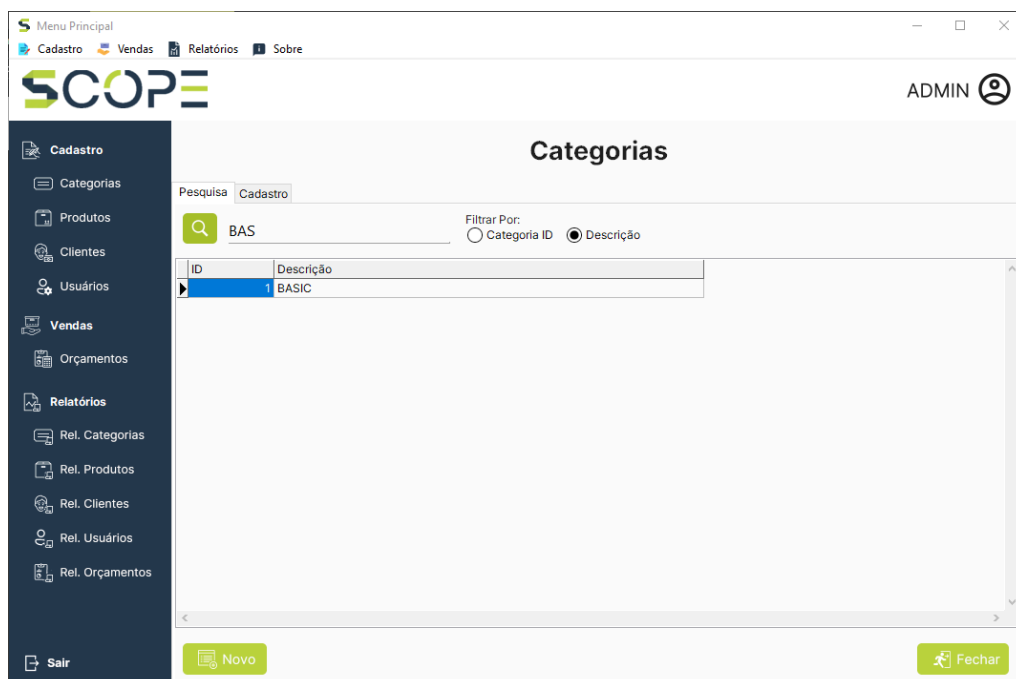 Menu Principal
Cadastro Vendas Relatórios Sobre
SCOPE
ADMIN
Cadastro
Categorias
Produtos
Clientes
Usuários
Vendas
Orçamentos
Relatórios
Rel. Categorias
Rel. Produtos
Rel. Clientes
Rel. Usuários
Rel. Orçamentos
Sair
Categorias
Pesquisa Cadastro
BAS
Filtrar Por:
Categoria ID Descrição
ID Descrição
1 BASIC
Novo
Fechar